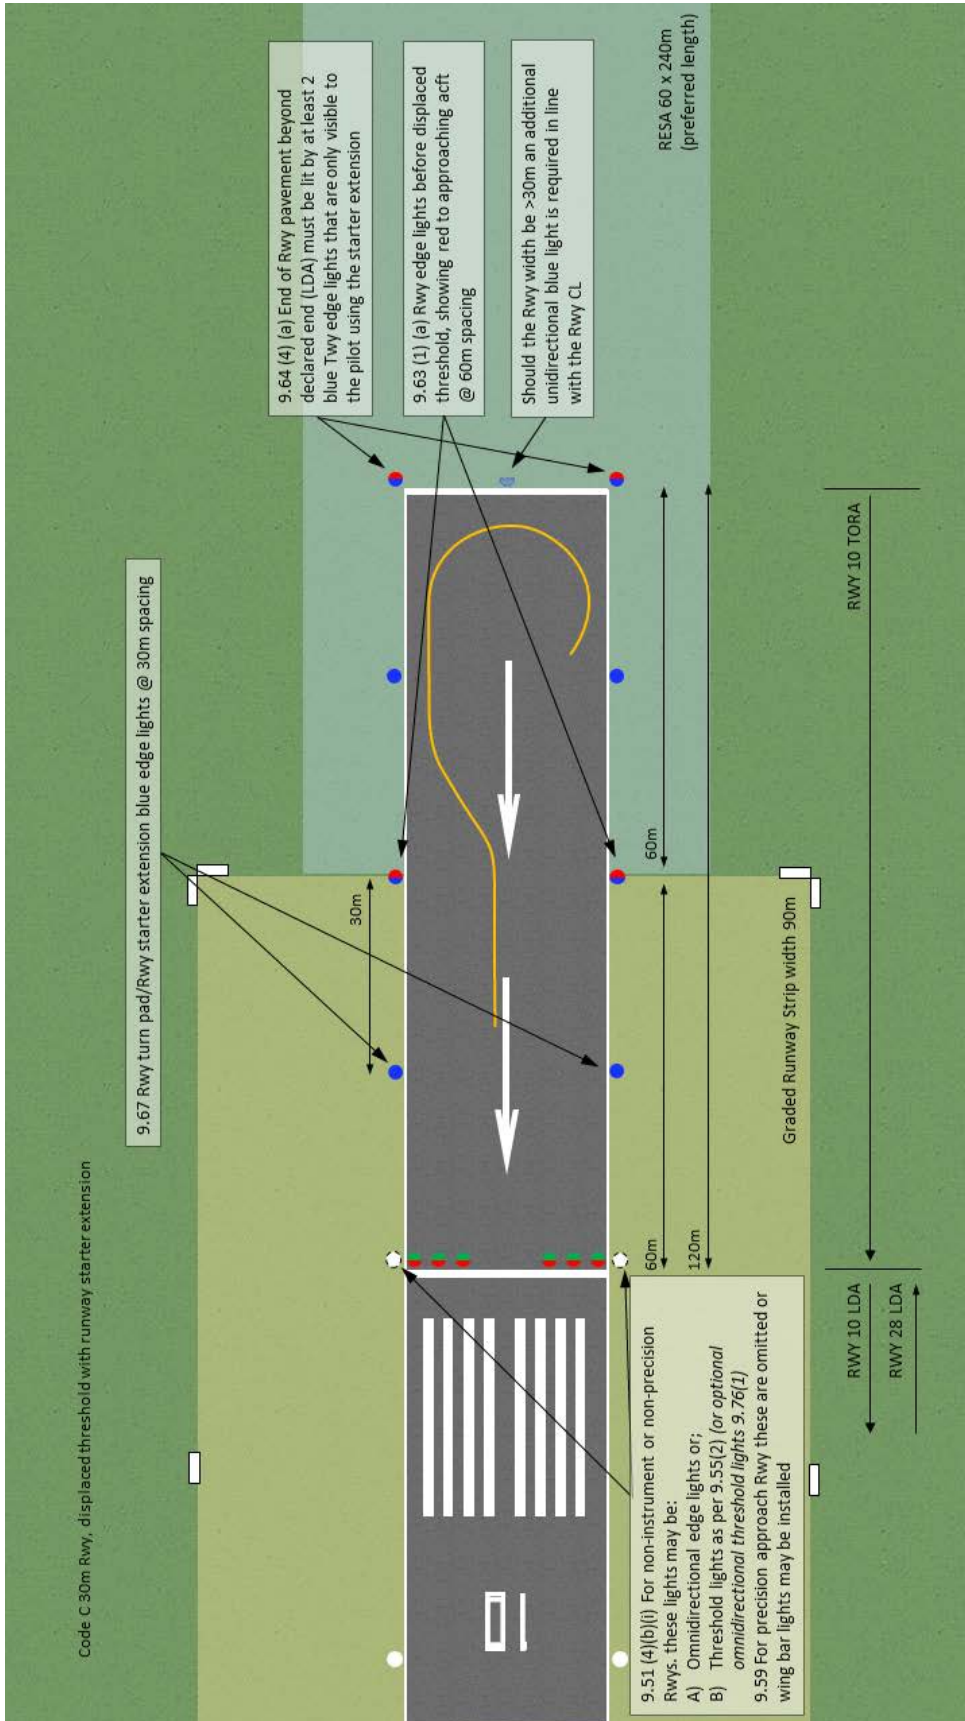 Code C 30m Rwy, displaced threshold with runway starter extension
9.67 Rwy turn pad/Rwy starter extension blue edge lights @ 30m spacing
9.64 (4) (a) End of Rwy pavement beyond
declared end (LDA) must be lit by at least 2
blue Twy edge lights that are only visible to
the pilot using the starter extension
9.63 (1) (a) Rwy edge lights before displaced
threshold, showing red to approaching acft
@ 60m spacing
Should the Rwy width be >30m an additional
unidirectional blue light is required in line
with the Rwy CL
RESA 60 x 240m
(preferred length)
30m
10
60m
60m
120m
Graded Runway Strip width 90m
9.51 (4)(b)(i) For non-instrument or non-precision
Rwys. these lights may be:
A) Omnidirectional edge lights or;
B) Threshold lights as per 9.55(2) (or optional
omnidirectional threshold lights 9.76(1)
9.59 For precision approach Rwy these are omitted or
wing bar lights may be installed
RWY 10 LDA
RWY 28 LDA
RWY 10 TORA